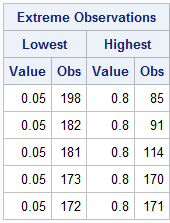 Extreme Observations
Lowest Highest
Value Obs Value Obs
0.05 198 0.8 85
0.05 182 0.8 91
0.05 181 0.8 114
0.05 173 0.8 170
0.05 172 0.8 171